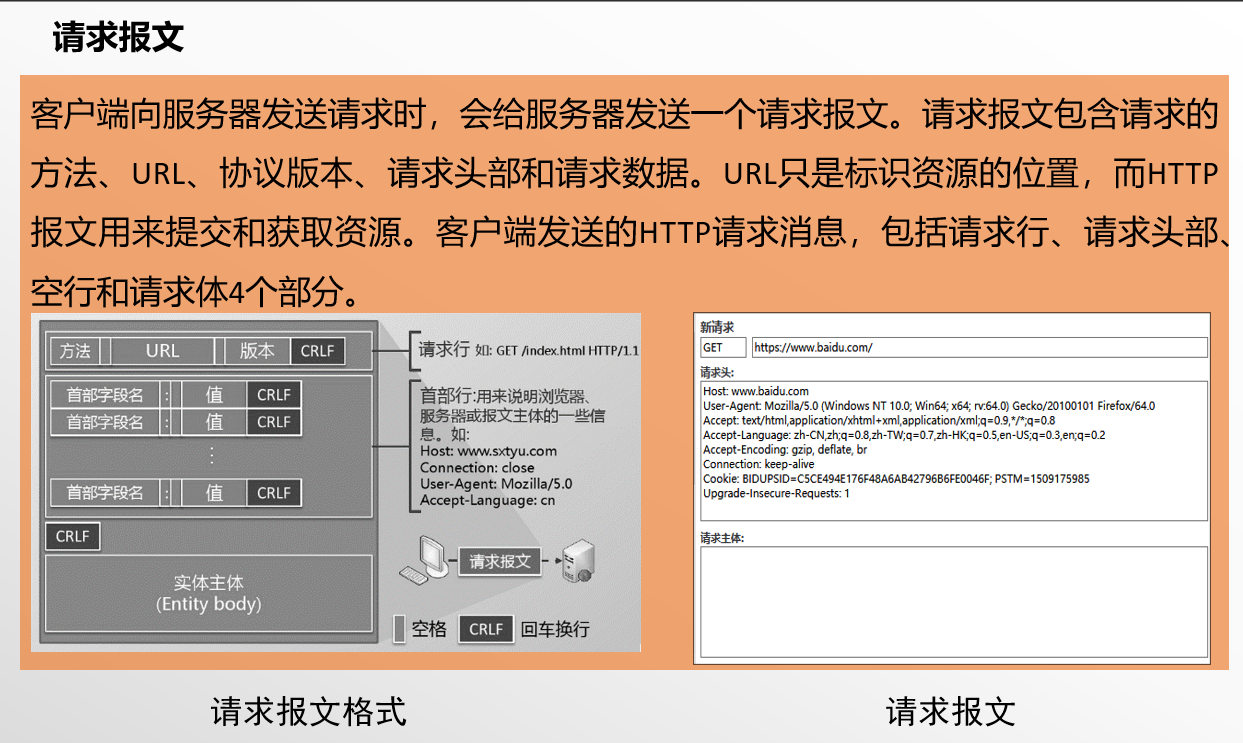 请求报文
客户端向服务器发送请求时，会给服务器发送一个请求报文。请求报文包含请求的
方法、URL、协议版本、请求头部和请求数据。URL只是标识资源的位置，而HTTP
报文用来提交和获取资源。客户端发送的HTTP请求消息，包括请求行、请求头部、
空行和请求体4个部分。
方法 URL 版本 CRLF
首部字段名 : 值 CRLF
首部字段名 : 值 CRLF
⋮
首部字段名 : 值 CRLF
CRLF
实体主体
(Entity body)
请求行 如: GET /index.html HTTP/1.1
首部行:用来说明浏览器、
服务器或报文主体的一些信
息。如:
Host: www.sxtyu.com
Connection: close
User-Agent: Mozilla/5.0
Accept-Language: cn
请求报文
空格 CRLF 回车换行
新请求
GET https://www.baidu.com/
请求头:
Host: www.baidu.com
User-Agent: Mozilla/5.0 (Windows NT 10.0; Win64; x64; rv:64.0) Gecko/20100101 Firefox/64.0
Accept: text/html,application/xhtml+xml,application/xml;q=0.9,*/*;q=0.8
Accept-Language: zh-CN,zh;q=0.8,zh-TW;q=0.7,zh-HK;q=0.5,en-US;q=0.3,en;q=0.2
Accept-Encoding: gzip, deflate, br
Connection: keep-alive
Cookie: BIDUPSID=C5CE494E176F48A6AB42796B6FE0046F; PSTM=1509175985
Upgrade-Insecure-Requests: 1
请求主体:
请求报文格式
请求报文